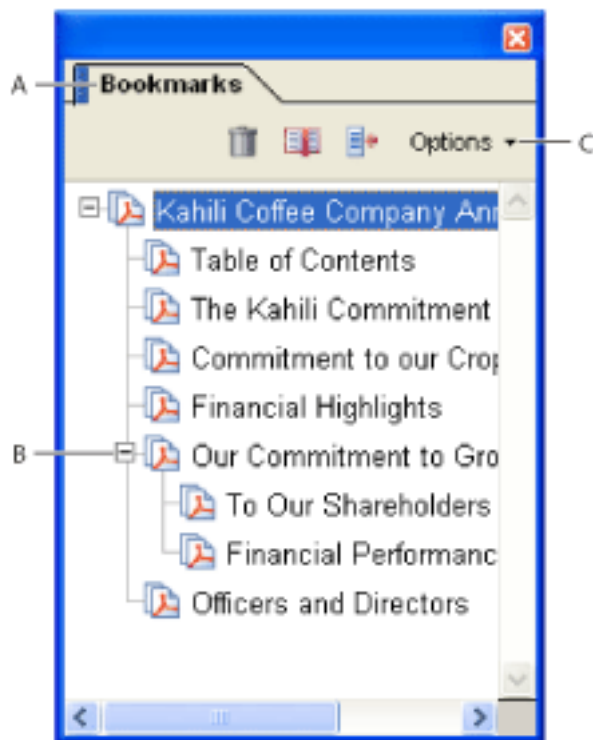 A Bookmarks
Options C
Kahili Coffee Company Ann
Table of Contents
The Kahili Commitment
Commitment to our Crop
Financial Highlights
B Our Commitment to Gro
To Our Shareholders
Financial Performanc
Officers and Directors